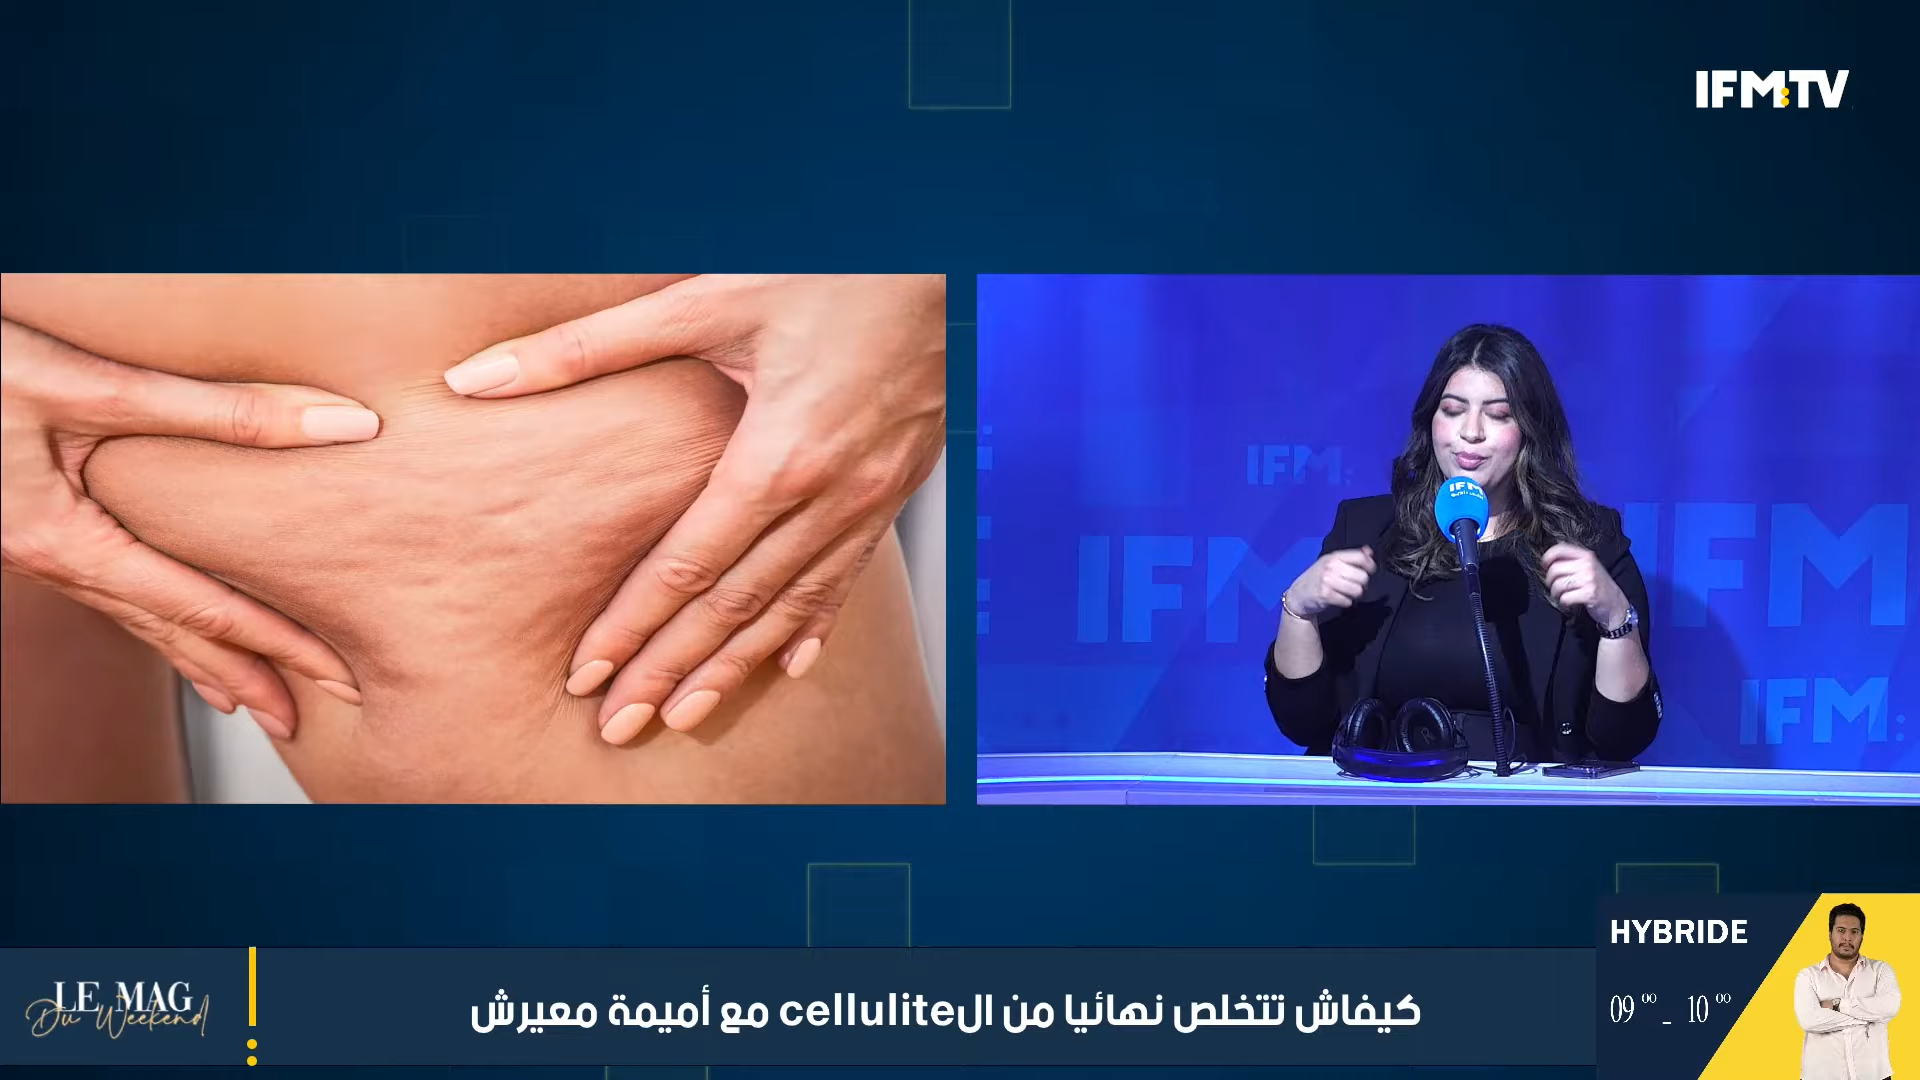 IFM:TV
IFM:
IFM
IFM:
IFM
IFM
HYBRIDE
09 00 _ 10 00
LE MAG
Du Weekend
كيفاش تتخلص نهائيا من الcellulite مع أميمة معيرش